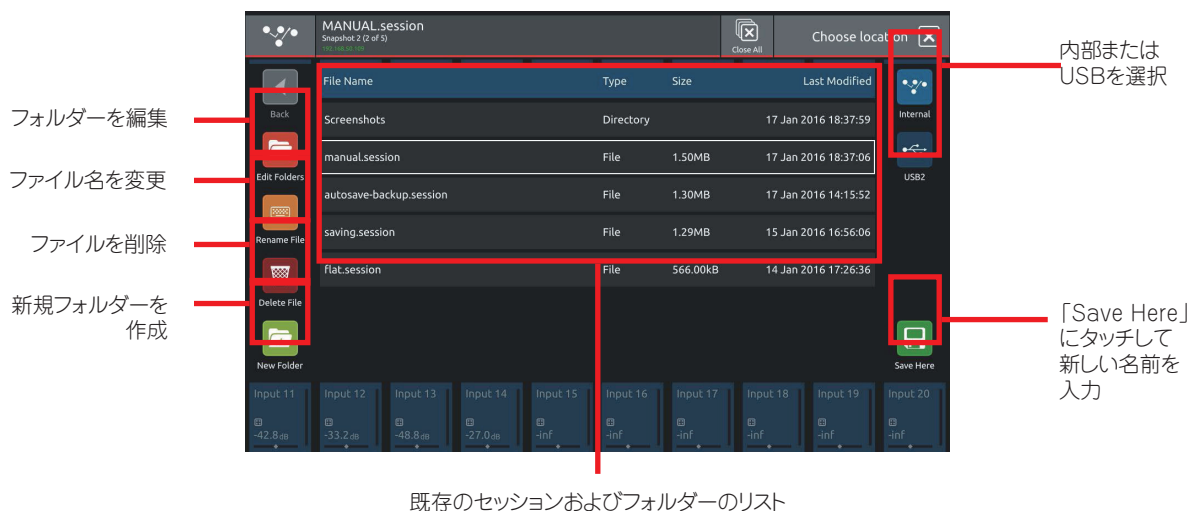 MANUAL.session
Snapshot 2 (2 of 5)
192.168.50.109
Close All
Choose location
内部または
USBを選択
File Name Type Size Last Modified
Back
Internal
フォルダーを編集
Screenshots Directory 17 Jan 2016 18:37:59
manual.session File 1.50MB 17 Jan 2016 18:37:06
Edit Folders
USB2
ファイル名を変更
autosave-backup.session File 1.30MB 17 Jan 2016 14:15:52
saving.session File 1.29MB 15 Jan 2016 16:56:06
Rename File
ファイルを削除
flat.session File 566.00kB 14 Jan 2016 17:26:36
Delete File
新規フォルダーを
作成
New Folder
Save Here
「Save Here」
にタッチして
新しい名前を
入力
Input 11 Input 12 Input 13 Input 14 Input 15 Input 16 Input 17 Input 18 Input 19 Input 20
-42.8dB -33.2dB -48.8dB -27.0dB -inf -inf -inf -inf -inf -inf
既存のセッションおよびフォルダーのリスト